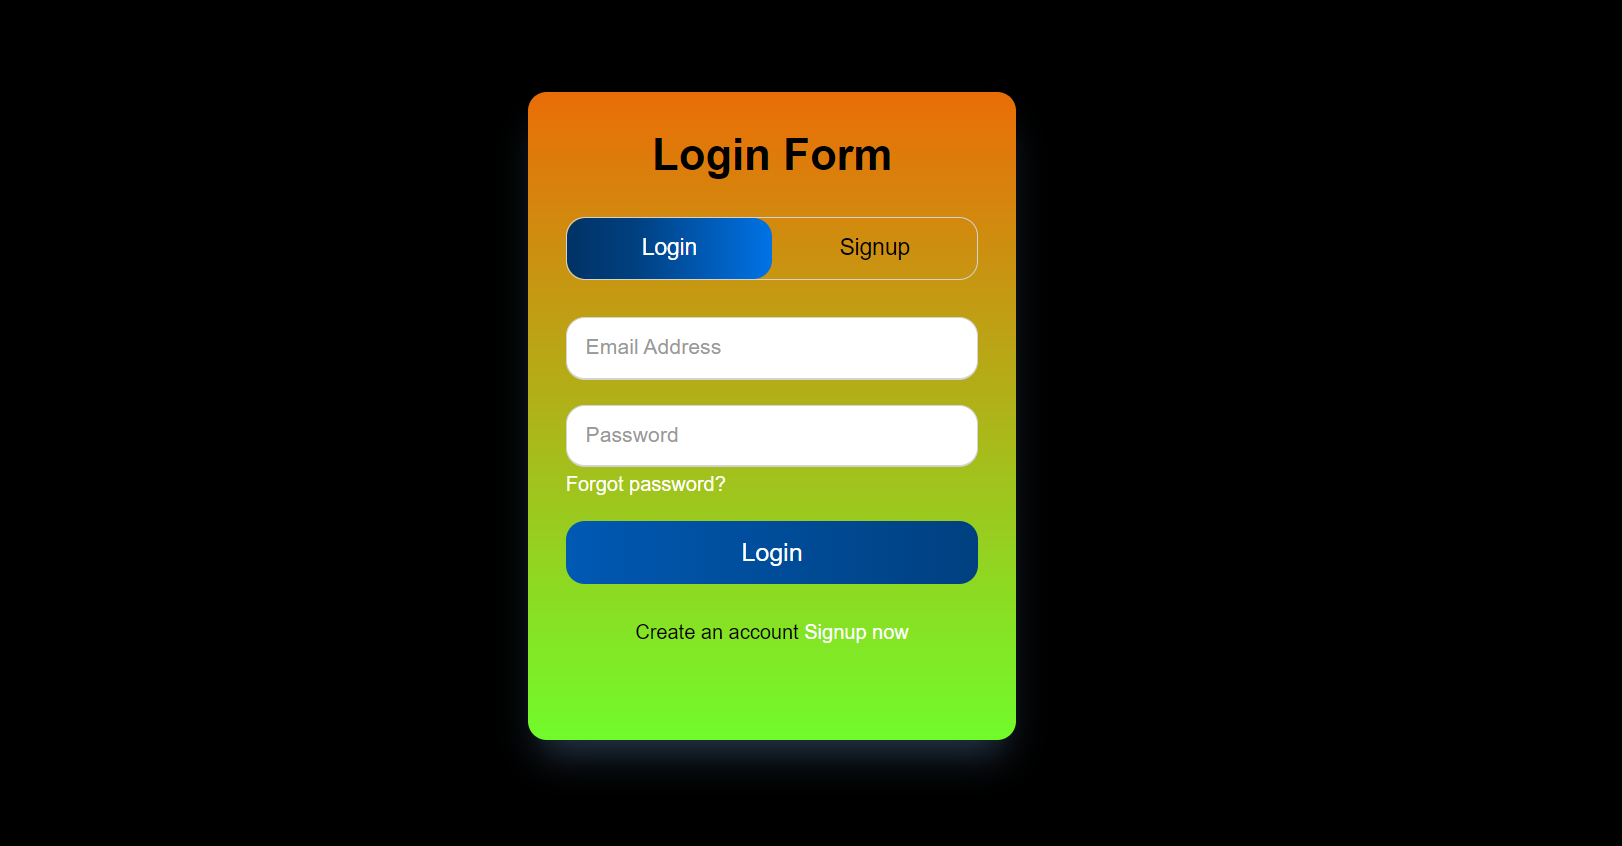 Login Form
Login Signup
Email Address
Password
Forgot password?
Login
Create an account Signup now